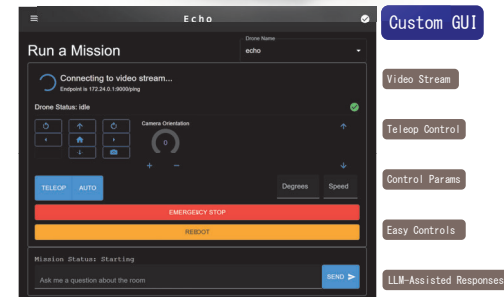 Echo
Custom GUI
Run a Mission
Drone Name
echo
Connecting to video stream...
Endpoint is 172.24.0.1:9000/ping
Video Stream
Drone Status: idle
Camera Orientation
0
Teleop Control
+ -
TELEOP AUTO
Degrees Speed
Control Params
EMERGENCY STOP
REBOOT
Easy Controls
Mission Status: Starting
Ask me a question about the room
SEND
LLM-Assisted Responses